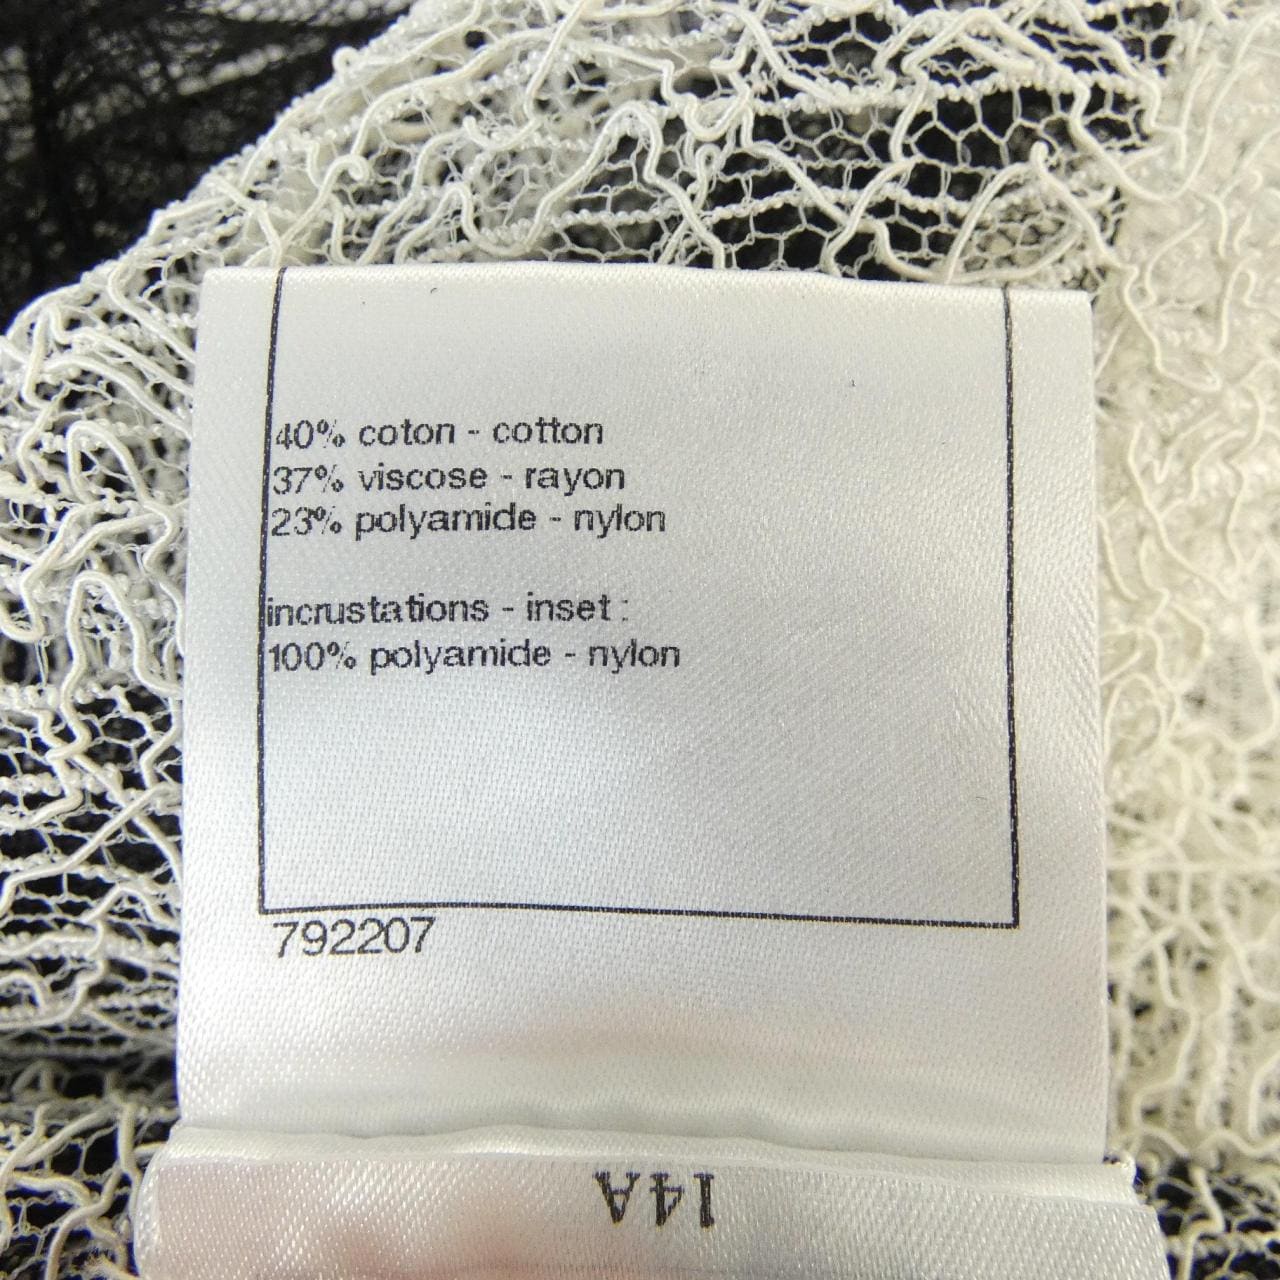 40% coton - cotton
37% viscose - rayon
23% polyamide - nylon
incrustations - inset :
100% polyamide - nylon
792207
14A